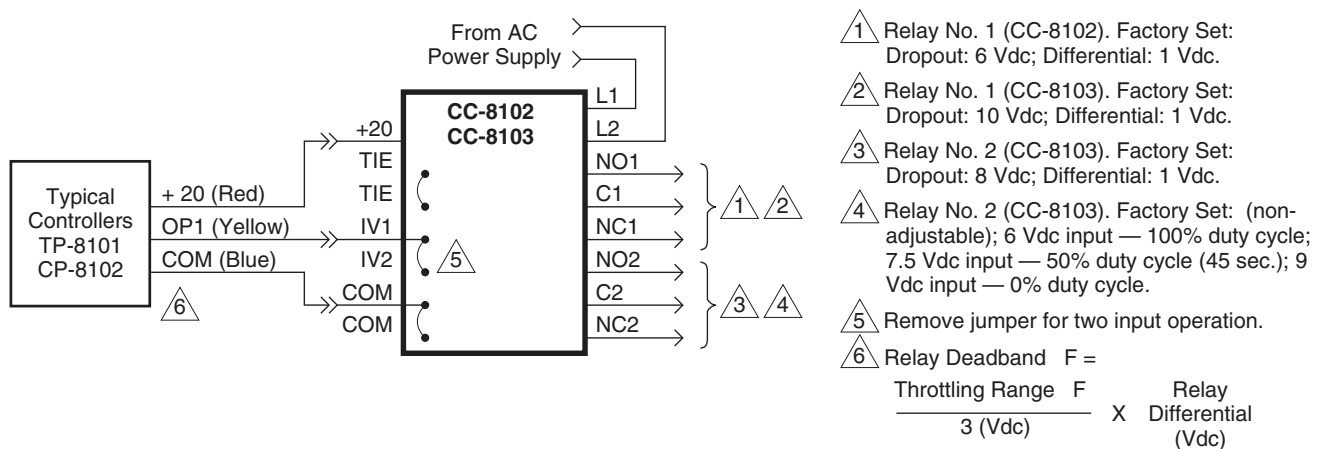 From AC
Power Supply
L1
L2
CC-8102
CC-8103
+20
TIE
TIE
IV1
IV2
COM
COM
NO1
C1
NC1
NO2
C2
NC2
Typical
Controllers
TP-8101
CP-8102
+ 20 (Red)
OP1 (Yellow)
COM (Blue)
6
5
1 2
3 4
1 Relay No. 1 (CC-8102). Factory Set:
Dropout: 6 Vdc; Differential: 1 Vdc.
2 Relay No. 1 (CC-8103). Factory Set:
Dropout: 10 Vdc; Differential: 1 Vdc.
3 Relay No. 2 (CC-8103). Factory Set:
Dropout: 8 Vdc; Differential: 1 Vdc.
4 Relay No. 2 (CC-8103). Factory Set: (non-
adjustable); 6 Vdc input — 100% duty cycle;
7.5 Vdc input — 50% duty cycle (45 sec.); 9
Vdc input — 0% duty cycle.
5 Remove jumper for two input operation.
6 Relay Deadband F =
Throttling Range F
3 (Vdc)
X
Relay
Differential
(Vdc)